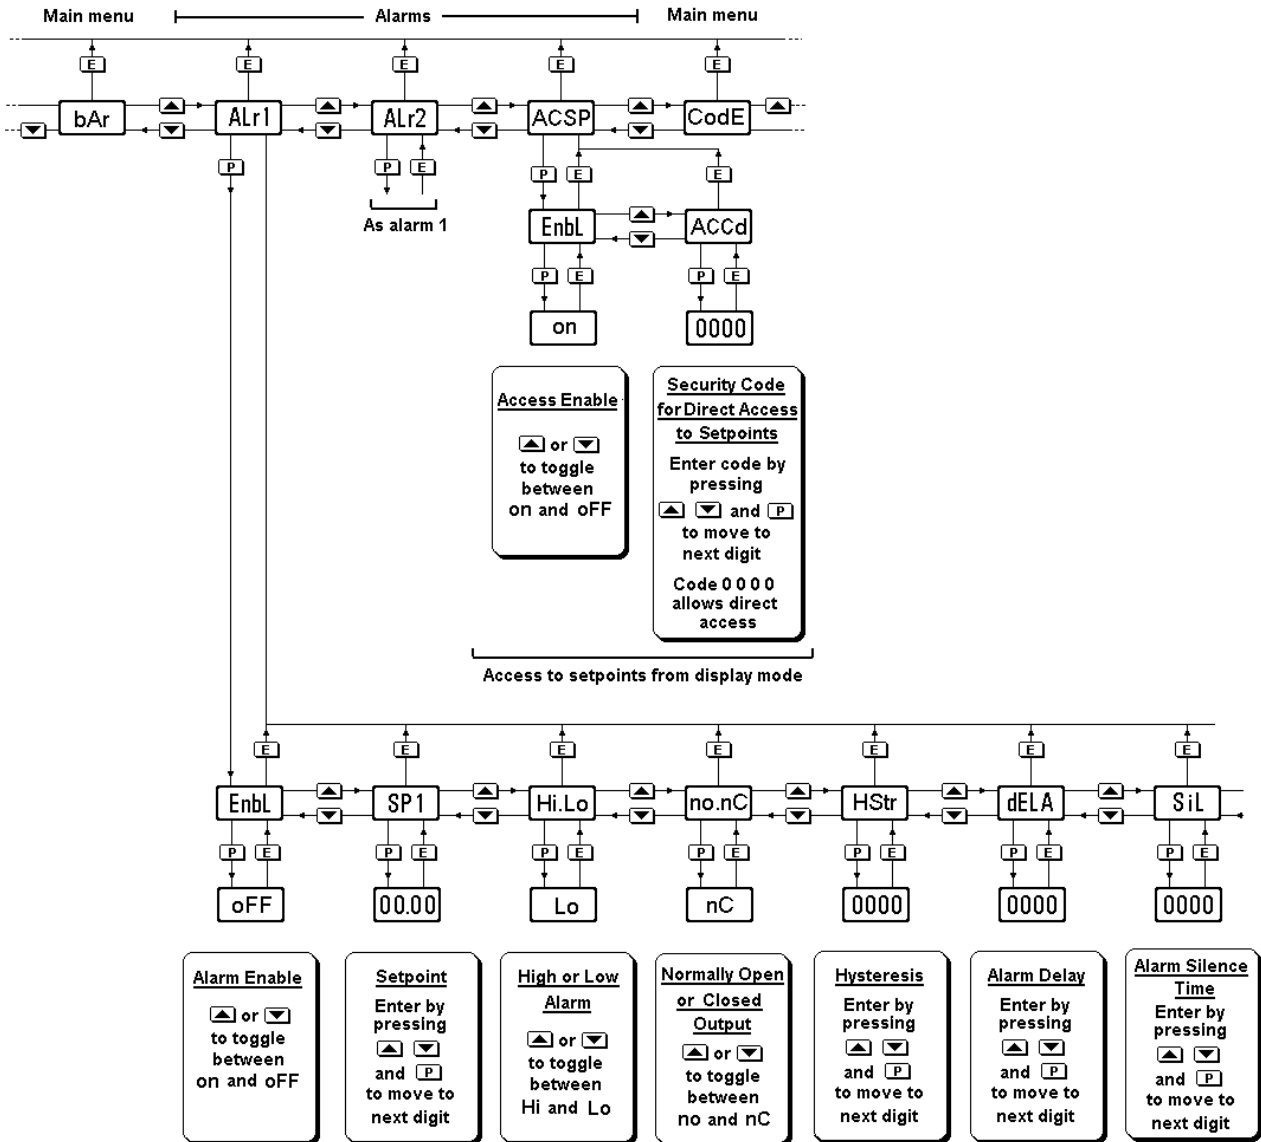 Main menu Alarms Main menu
E E E E E
bAr ALr1 ALr2 ACSP CodE
P P E P E E
As alarm 1
EnbL ACCd
P E P E
on 0000
Access Enable
or
to toggle
between
on and oFF
Security Code
for Direct Access
to Setpoints
Enter code by
pressing
and P
to move to
next digit
Code 0 0 0 0
allows direct
access
Access to setpoints from display mode
E E E E E E E
EnbL SP1 Hi.Lo no.nC HStr dELA SiL
P E P E P E P E P E P E P E
oFF 00.00 Lo nC 0000 0000 0000
Alarm Enable
or
to toggle
between
on and oFF
Setpoint
Enter by
pressing
and P
to move to
next digit
High or Low
Alarm
or
to toggle
between
Hi and Lo
Normally Open
or Closed
Output
or
to toggle
between
no and nC
Hysteresis
Enter by
pressing
and P
to move to
next digit
Alarm Delay
Enter by
pressing
and P
to move to
next digit
Alarm Silence
Time
Enter by
pressing
and P
to move to
next digit